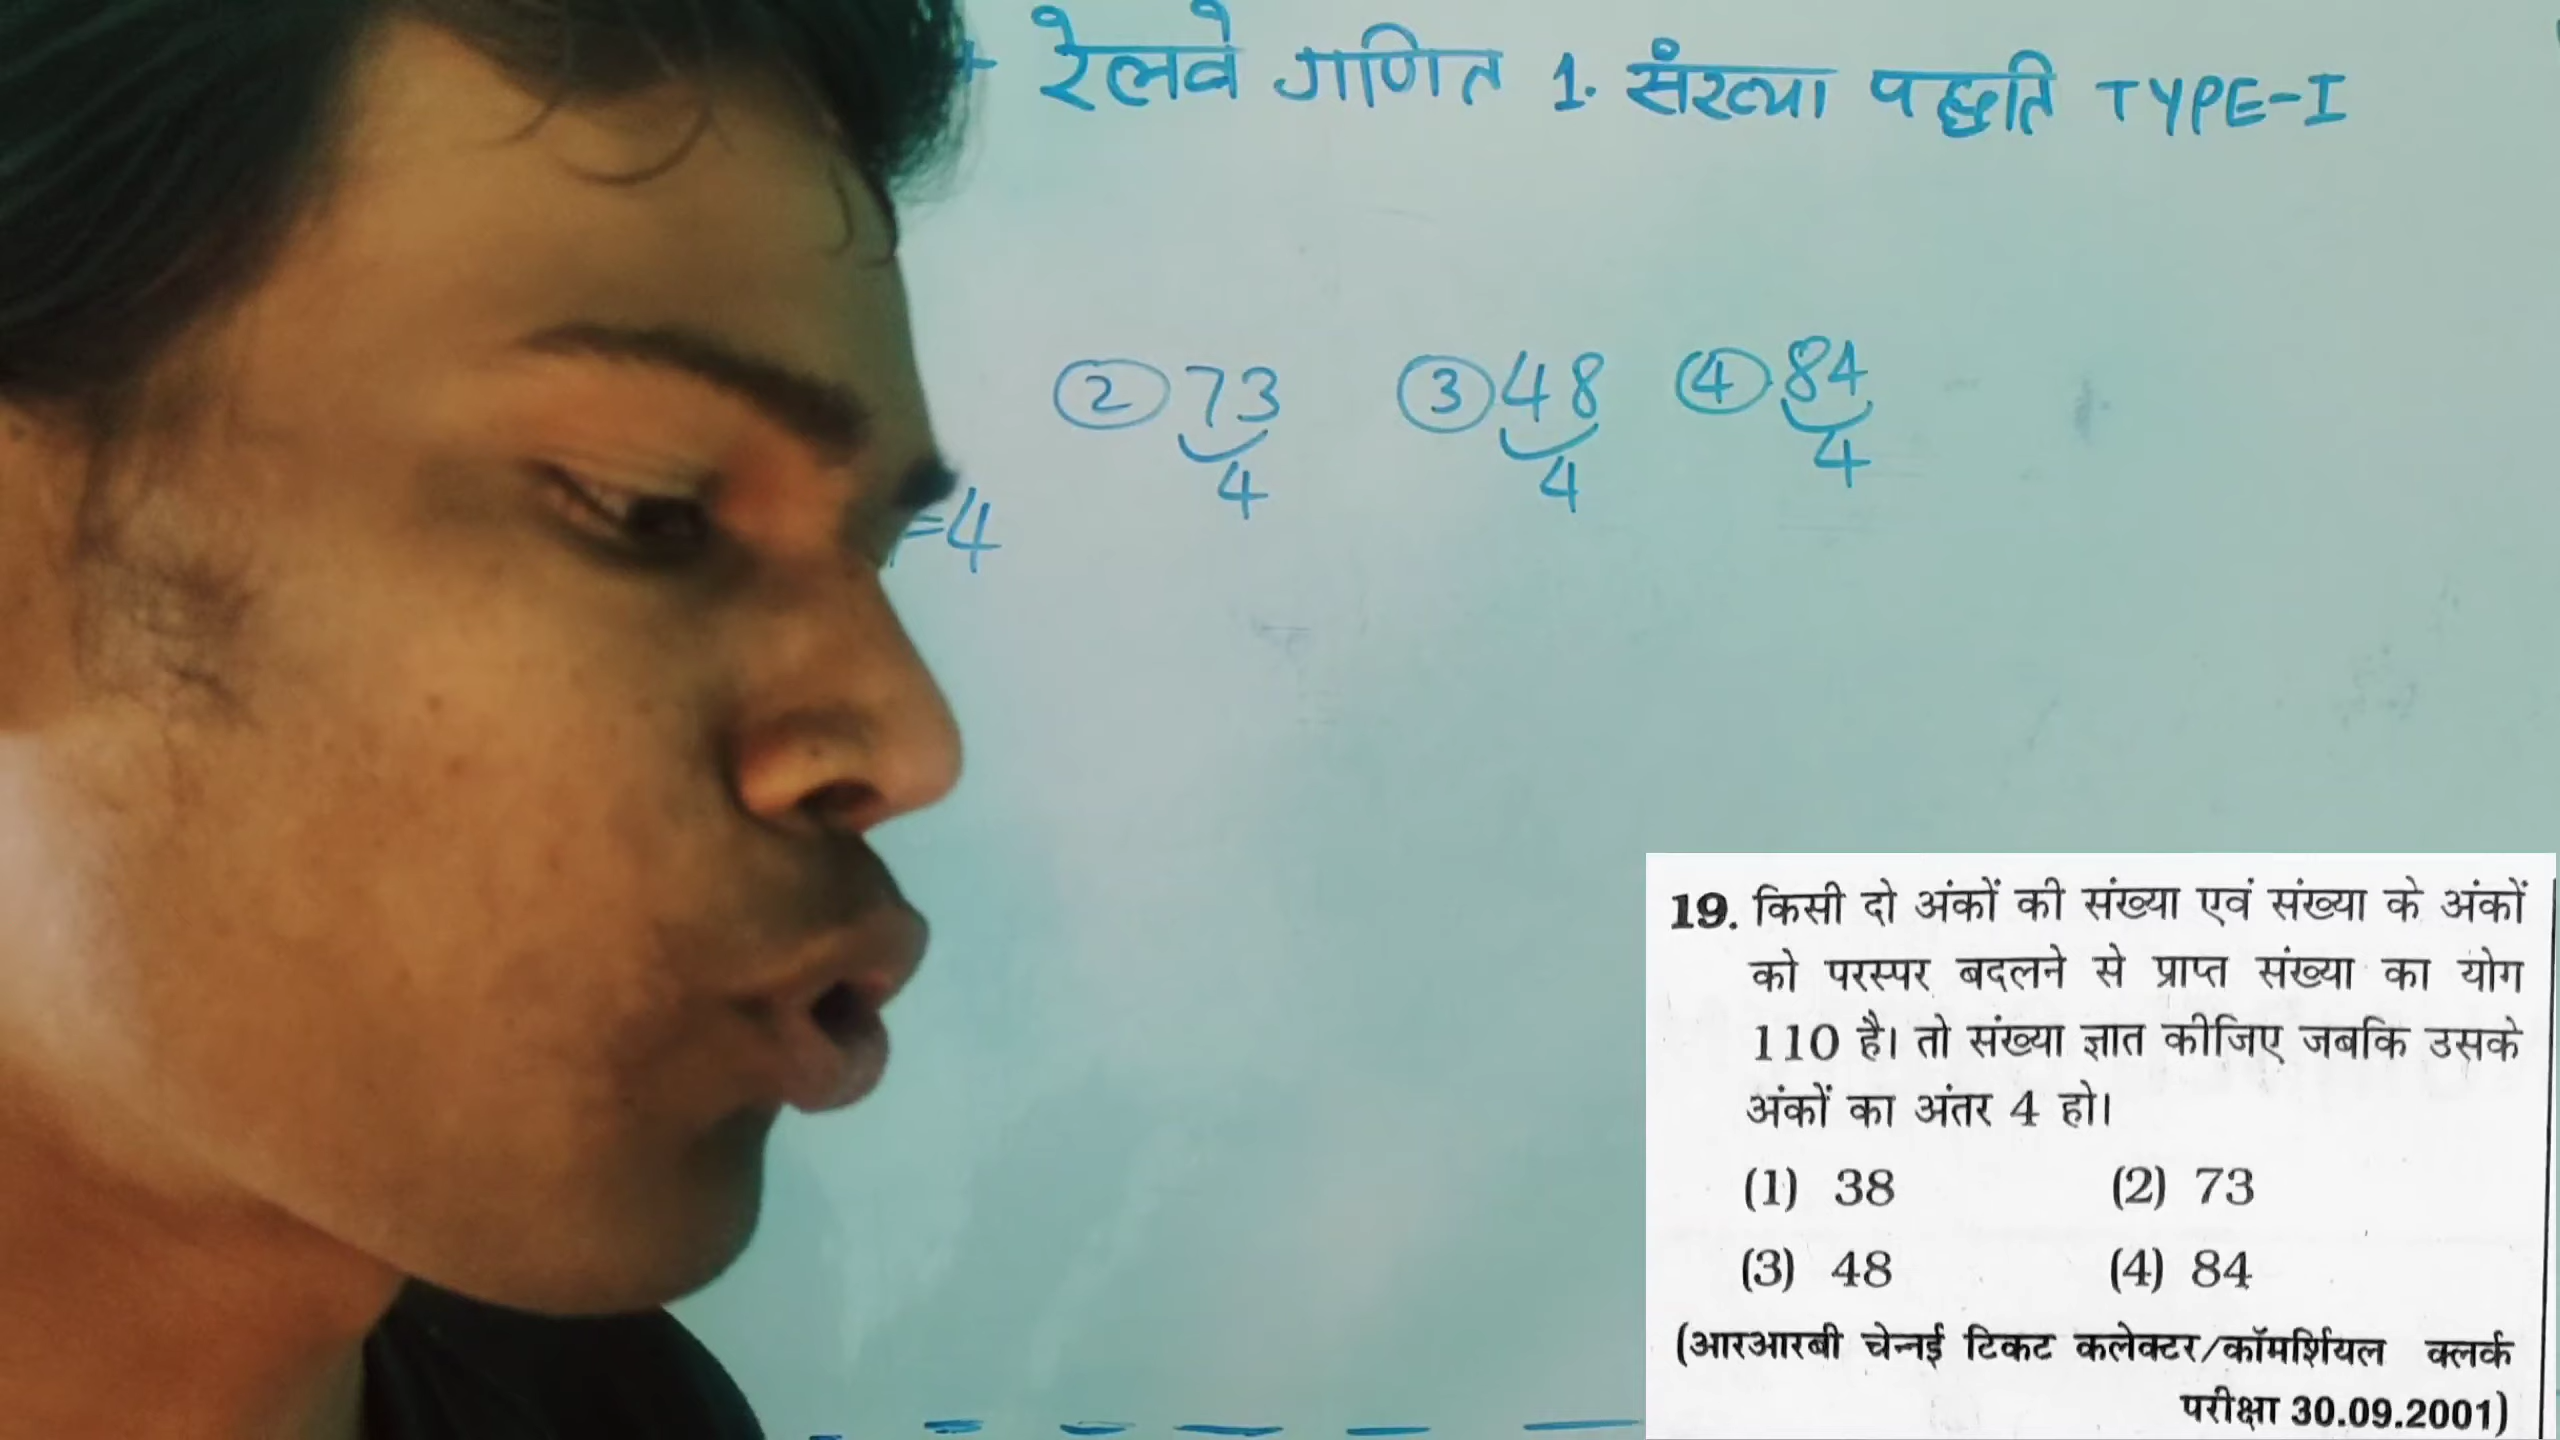 + रेलवे गणित 1. संख्या पद्धति TYPE-I
② 73 ③ 48 ④ 84
4 4 4
=4
19. किसी दो अंकों की संख्या एवं संख्या के अंकों
को परस्पर बदलने से प्राप्त संख्या का योग
110 है। तो संख्या ज्ञात कीजिए जबकि उसके
अंकों का अंतर 4 हो।
(1) 38 (2) 73
(3) 48 (4) 84
(आरआरबी चेन्नई टिकट कलेक्टर/कॉमर्शियल क्लर्क
परीक्षा 30.09.2001)